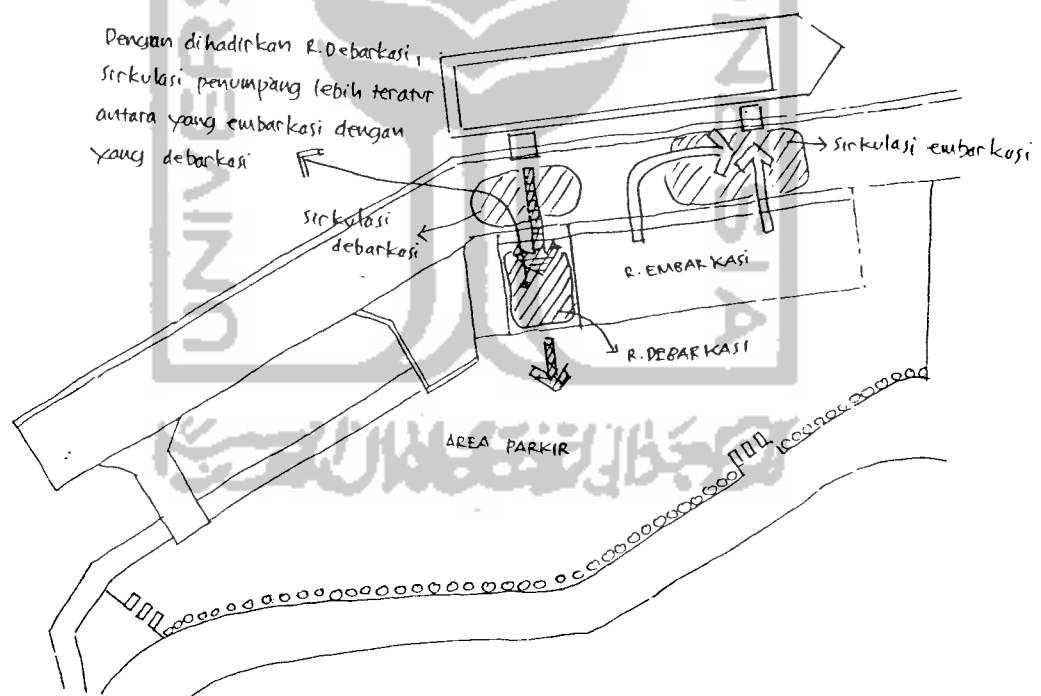 Dengan dihadirkan R.Debarkasi,
sirkulasi penumpang lebih teratur
antara yang embarkasi dengan
yang debarkasi
sirkulasi embarkasi
sirkulasi
debarkasi
R. EMBARKASI
R. DEBARKASI
AREA PARKIR